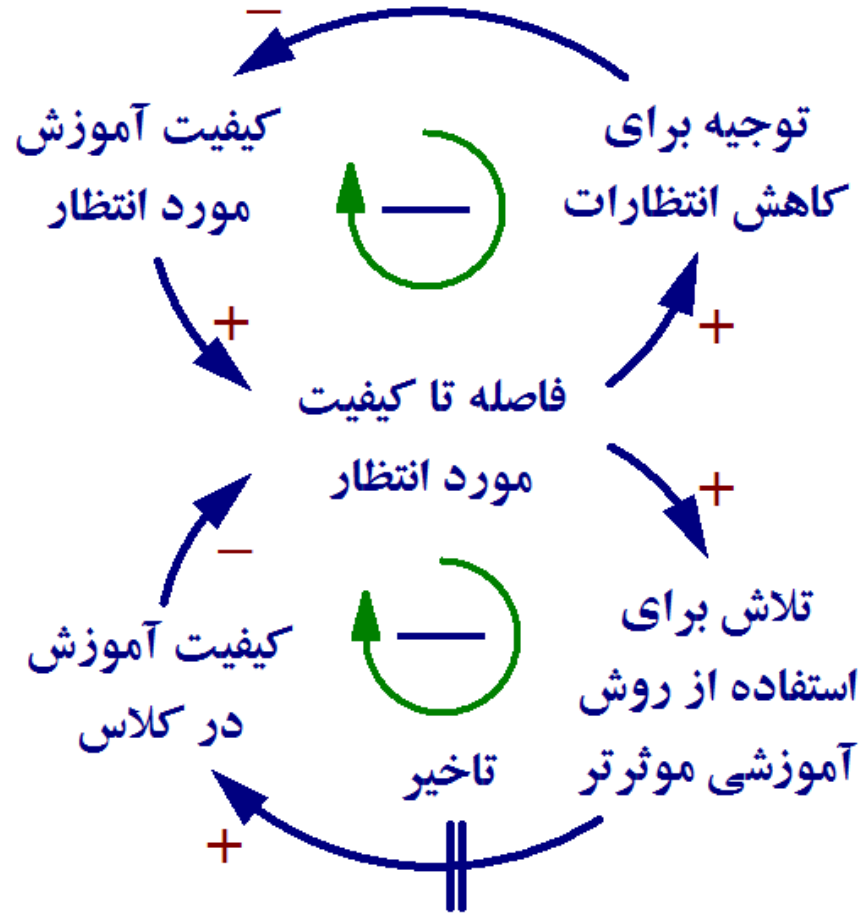 –
کیفیت آموزش
مورد انتظار
توجیه برای
کاهش انتظارات
+
+
فاصله تا کیفیت
مورد انتظار
–
+
کیفیت آموزش
در کلاس
تلاش برای
استفاده از روش
آموزشی موثرتر
تاخیر
+